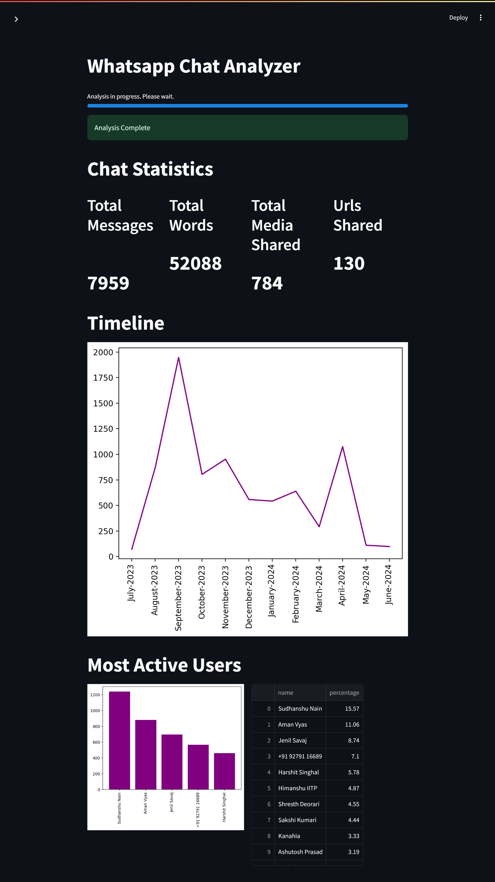 Deploy
Whatsapp Chat Analyzer
Analysis in progress. Please wait.
Analysis Complete
Chat Statistics
Total Messages
Total Words
Total Media Shared
Urls Shared
7959
52088
784
130
Timeline
2000
1750
1500
1250
1000
750
500
250
0
July-2023
August-2023
September-2023
October-2023
November-2023
December-2023
January-2024
February-2024
March-2024
April-2024
May-2024
June-2024
Most Active Users
1200
1000
800
600
400
200
0
Sudhanshu Nain
Aman Vyas
Jenil Savaj
+91 92791 16689
Harshit Singhal
name percentage
0 Sudhanshu Nain 15.57
1 Aman Vyas 11.06
2 Jenil Savaj 8.74
3 +91 92791 16689 7.1
4 Harshit Singhal 5.78
5 Himanshu IITP 4.87
6 Shresth Deorari 4.55
7 Sakshi Kumari 4.44
8 Kanahia 3.33
9 Ashutosh Prasad 3.19